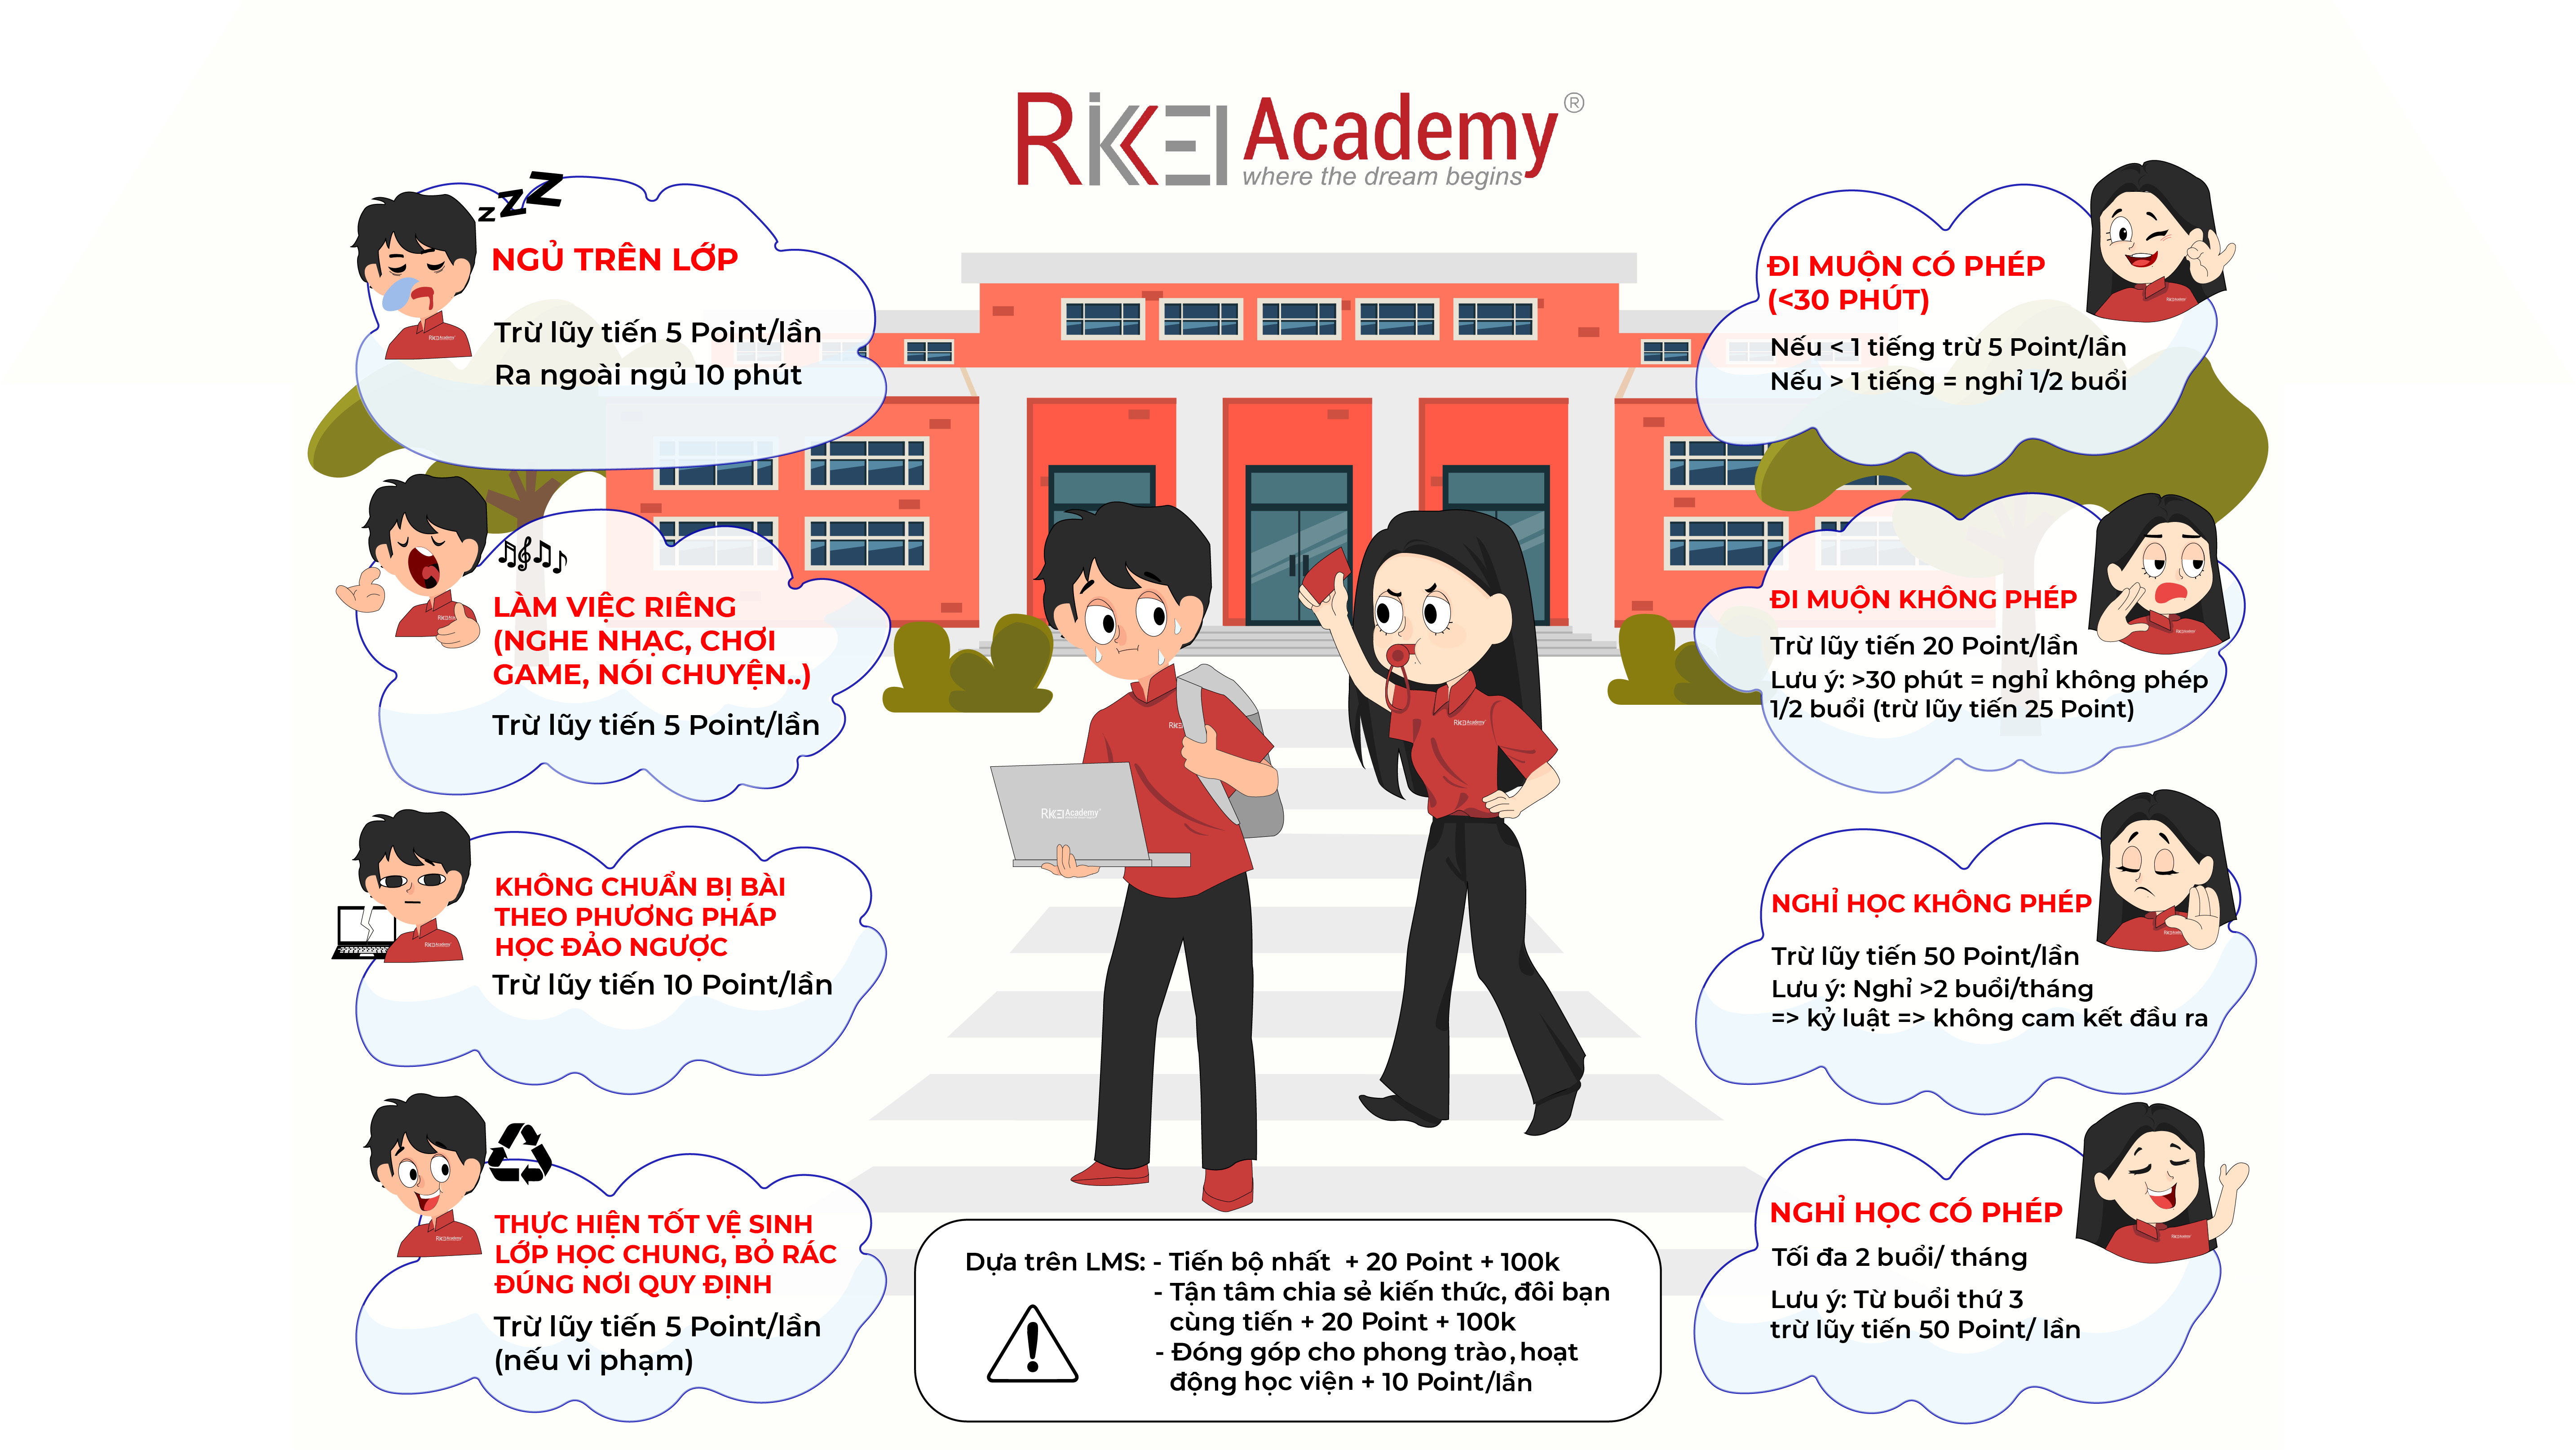 RIKKEI Academy ®
where the dream begins
zzZ
NGỦ TRÊN LỚP
Trừ lũy tiến 5 Point/lần
Ra ngoài ngủ 10 phút
LÀM VIỆC RIÊNG
(NGHE NHẠC, CHƠI
GAME, NÓI CHUYỆN..)
Trừ lũy tiến 5 Point/lần
KHÔNG CHUẨN BỊ BÀI
THEO PHƯƠNG PHÁP
HỌC ĐẢO NGƯỢC
Trừ lũy tiến 10 Point/lần
THỰC HIỆN TỐT VỆ SINH
LỚP HỌC CHUNG, BỎ RÁC
ĐÚNG NƠI QUY ĐỊNH
Trừ lũy tiến 5 Point/lần
(nếu vi phạm)
RIKKEI Academy
RIKKEI Academy
Dựa trên LMS: - Tiến bộ nhất + 20 Point + 100k
- Tận tâm chia sẻ kiến thức, đôi bạn
cùng tiến + 20 Point + 100k
- Đóng góp cho phong trào, hoạt
động học viện + 10 Point/lần
ĐI MUỘN CÓ PHÉP
(<30 PHÚT)
Nếu < 1 tiếng trừ 5 Point/lần
Nếu > 1 tiếng = nghỉ 1/2 buổi
ĐI MUỘN KHÔNG PHÉP
Trừ lũy tiến 20 Point/lần
Lưu ý: >30 phút = nghỉ không phép
1/2 buổi (trừ lũy tiến 25 Point)
NGHỈ HỌC KHÔNG PHÉP
Trừ lũy tiến 50 Point/lần
Lưu ý: Nghỉ >2 buổi/tháng
=> kỷ luật => không cam kết đầu ra
NGHỈ HỌC CÓ PHÉP
Tối đa 2 buổi/ tháng
Lưu ý: Từ buổi thứ 3
trừ lũy tiến 50 Point/ lần